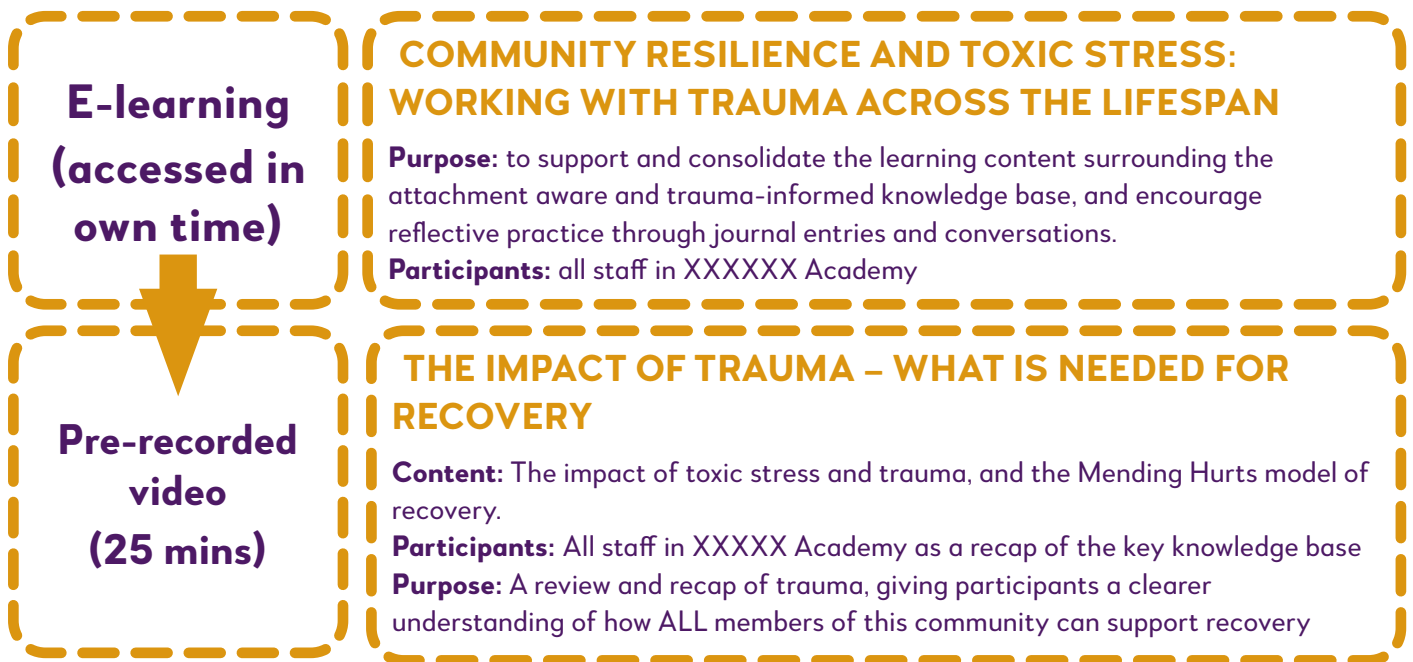 E-learning
(accessed in
own time)
COMMUNITY RESILIENCE AND TOXIC STRESS:
WORKING WITH TRAUMA ACROSS THE LIFESPAN
Purpose: to support and consolidate the learning content surrounding the
attachment aware and trauma-informed knowledge base, and encourage
reflective practice through journal entries and conversations.
Participants: all staff in XXXXXX Academy
Pre-recorded
video
(25 mins)
THE IMPACT OF TRAUMA – WHAT IS NEEDED FOR
RECOVERY
Content: The impact of toxic stress and trauma, and the Mending Hurts model of
recovery.
Participants: All staff in XXXXX Academy as a recap of the key knowledge base
Purpose: A review and recap of trauma, giving participants a clearer
understanding of how ALL members of this community can support recovery